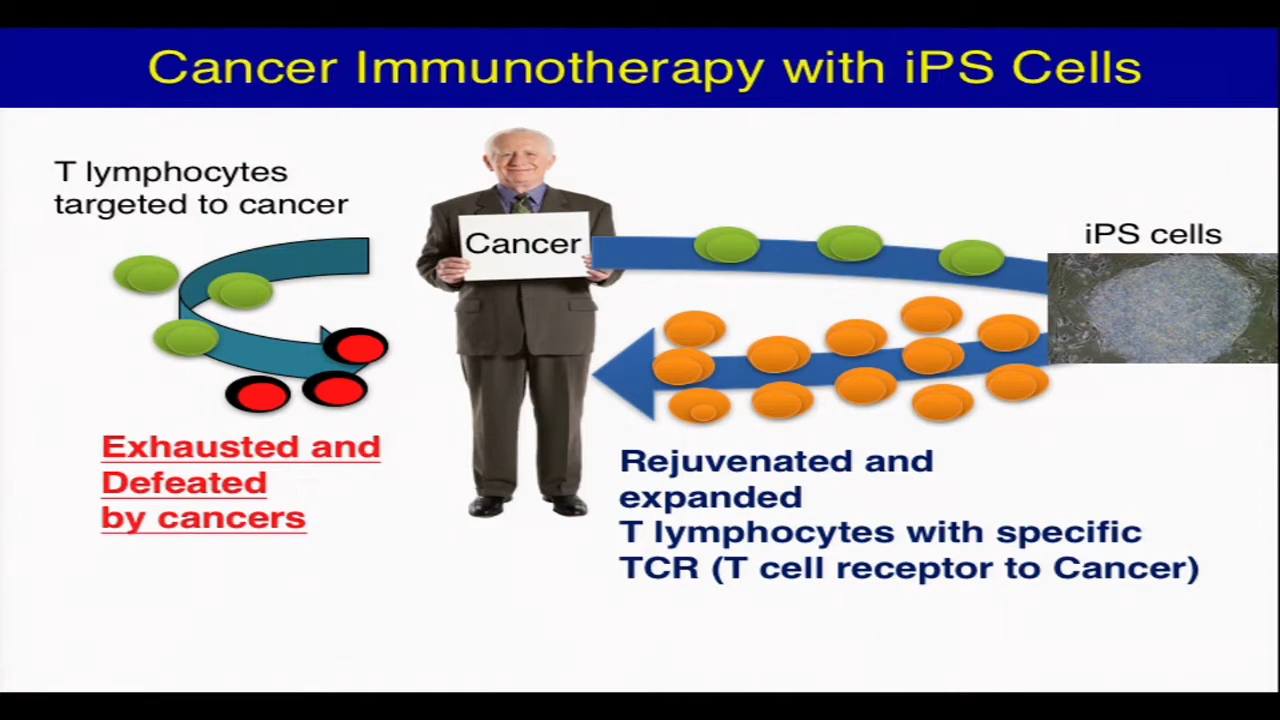 Cancer Immunotherapy with iPS Cells
T lymphocytes
targeted to cancer
Cancer
iPS cells
Exhausted and
Defeated
by cancers
Rejuvenated and
expanded
T lymphocytes with specific
TCR (T cell receptor to Cancer)